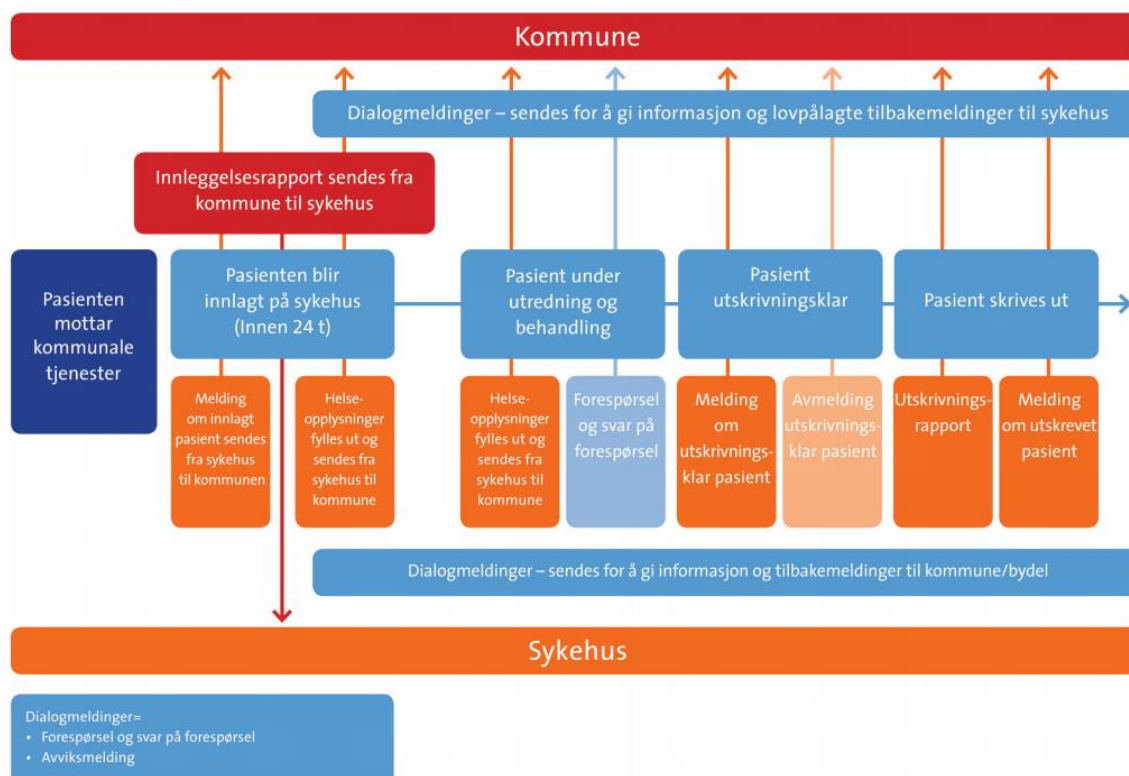 Kommune
Dialogmeldinger – sendes for å gi informasjon og lovpålagte tilbakemeldinger til sykehus
Innleggelsesrapport sendes fra
kommune til sykehus
Pasienten
mottar
kommunale
tjenester
Pasienten blir
innlagt på sykehus
(Innen 24 t)
Pasient under
utredning og
behandling
Pasient
utskrivningsklar
Pasient skrives ut
Melding
om innlagt
pasient sendes
fra sykehus
til kommunen
Helse-
opplysninger
fylles ut og
sendes fra
sykehus til
kommune
Helse-
opplysninger
fylles ut og
sendes fra
sykehus til
kommune
Forespørsel
og svar på
forespørsel
Melding
om
utskrivnings-
klar pasient
Avmelding
utskrivnings-
klar pasient
Utskrivnings-
rapport
Melding
om utskrevet
pasient
Dialogmeldinger – sendes for å gi informasjon og tilbakemeldinger til kommune/bydel
Sykehus
Dialogmeldinger=
• Forespørsel og svar på forespørsel
• Avviksmelding